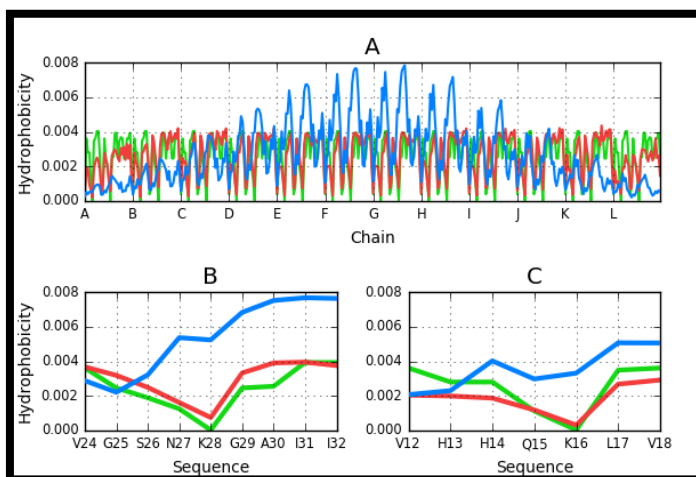 A
Hydrophobicity
0.008
0.006
0.004
0.002
0.000
A B C D E F G H I J K L
Chain
B
Hydrophobicity
0.008
0.006
0.004
0.002
0.000
V24 G25 S26 N27 K28 G29 A30 I31 I32
Sequence
C
0.008
0.006
0.004
0.002
0.000
V12 H13 H14 Q15 K16 L17 V18
Sequence